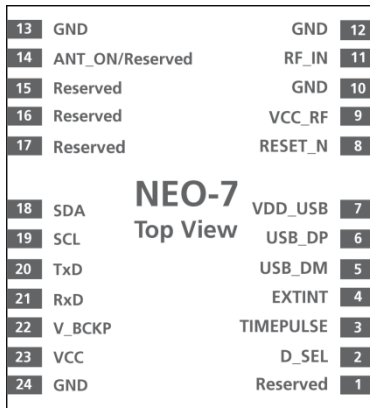 13 GND GND 12
14 ANT_ON/Reserved RF_IN 11
15 Reserved GND 10
16 Reserved VCC_RF 9
17 Reserved RESET_N 8
NEO-7
Top View
18 SDA VDD_USB 7
19 SCL USB_DP 6
20 TxD USB_DM 5
21 RxD EXTINT 4
22 V_BCKP TIMEPULSE 3
23 VCC D_SEL 2
24 GND Reserved 1